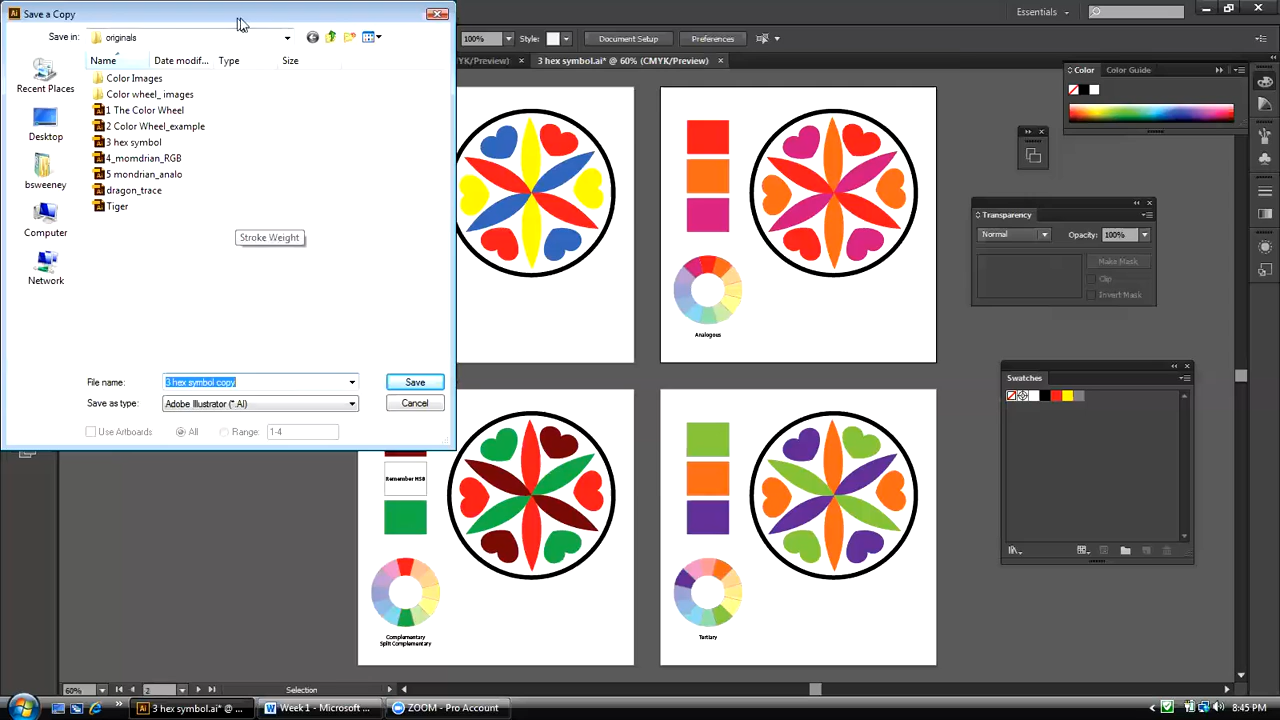 Save a Copy
Essentials
Save in:
originals
100%
Style:
Document Setup
Preferences
MYK/Preview)
3 hex symbol.ai* @ 60% (CMYK/Preview)
Color
Color Guide
Name
Date modif...
Type
Size
Recent Places
Desktop
bsweeney
Computer
Network
Color Images
Color wheel_ images
1 The Color Wheel
2 Color Wheel_example
3 hex symbol
4_momdrian_RGB
5 mondrian_analo
dragon_trace
Tiger
Stroke Weight
Transparency
Normal
Opacity:
100%
Make Mask
Clip
Invert Mask
Analogous
File name:
3 hex symbol copy
Save
Save as type:
Adobe Illustrator (*.AI)
Cancel
Use Artboards
All
Range:
1-4
Swatches
Remember HSB
Complementary
Split Complementary
Tertiary
60%
2
Selection
3 hex symbol.ai* @ ...
Week 1 - Microsoft ...
ZOOM - Pro Account
8:45 PM